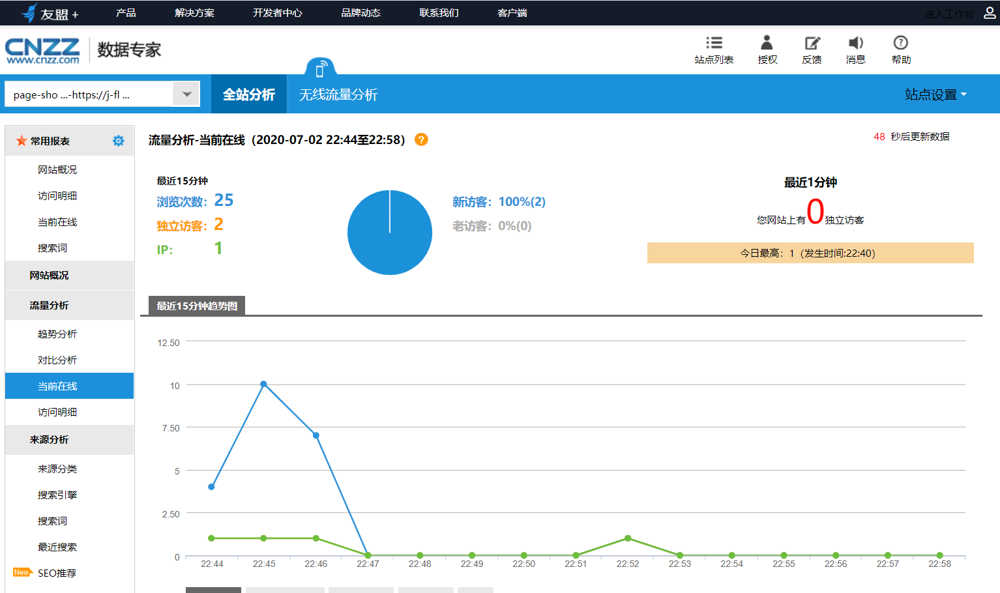 友盟+ 产品 解决方案 开发者中心 品牌动态 联系我们 客户端 进入工作台
CNZZ 数据专家
www.cnzz.com
站点列表 授权 反馈 消息 帮助
page-sho ...-https://j-fl ... 全站分析 无线流量分析 站点设置
常用报表
网站概况
访问明细
当前在线
搜索词
网站概况
流量分析
趋势分析
对比分析
当前在线
访问明细
来源分析
来源分类
搜索引擎
搜索词
最近搜索
New SEO推荐
流量分析-当前在线（2020-07-02 22:44至22:58） ?
48 秒后更新数据
最近15分钟
浏览次数：25
独立访客：2
IP：1
新访客：100%(2)
老访客：0%(0)
最近1分钟
您网站上有0独立访客
今日最高：1（发生时间:22:40）
最近15分钟趋势图
12.50
10
7.50
5
2.50
0
22:44 22:45 22:46 22:47 22:48 22:49 22:50 22:51 22:52 22:53 22:54 22:55 22:56 22:57 22:58